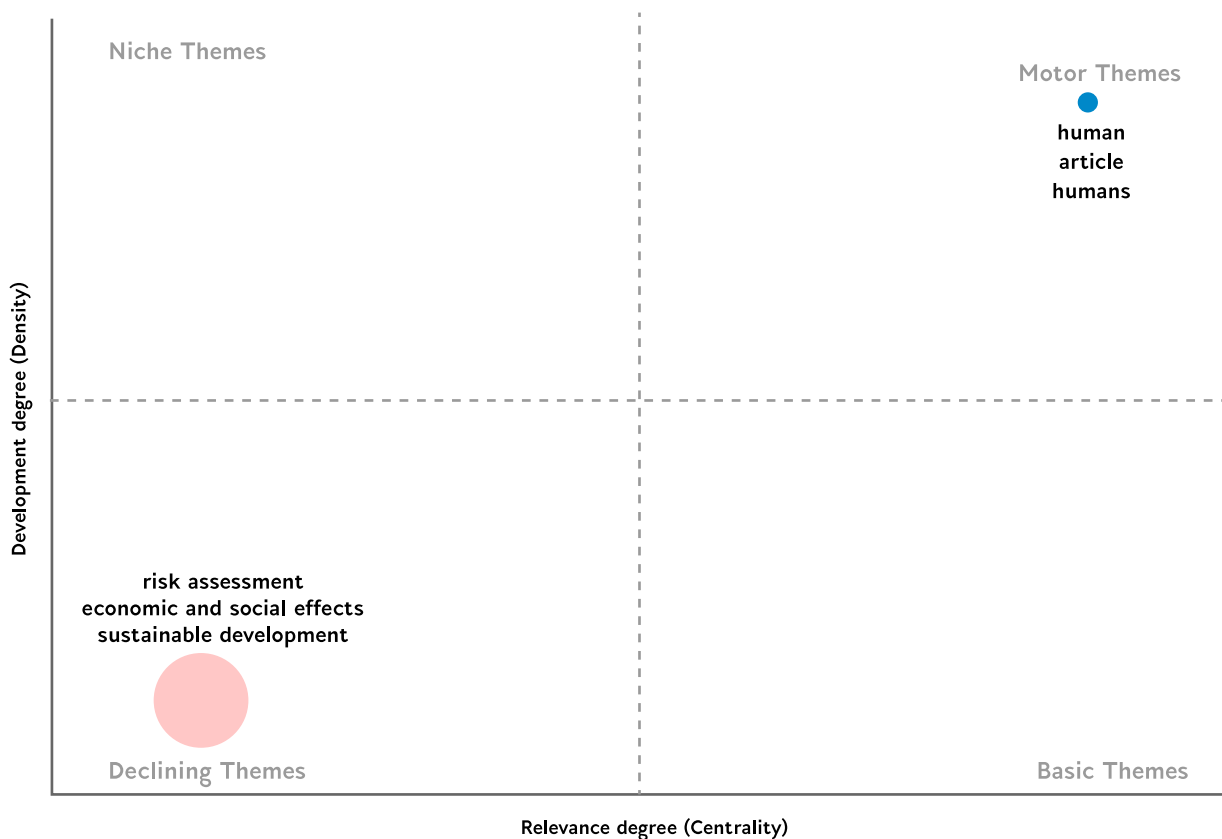 Niche Themes
Motor Themes
human
article
humans
Development degree (Density)
risk assessment
economic and social effects
sustainable development
Declining Themes
Basic Themes
Relevance degree (Centrality)